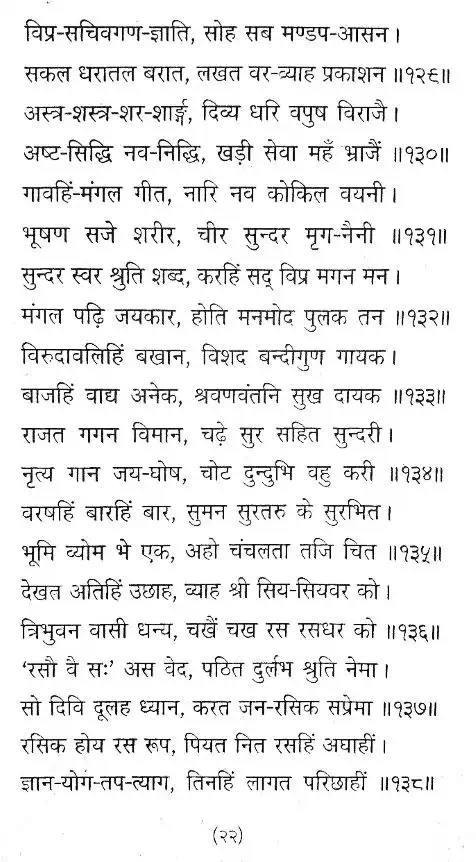 विप्र-सचिवगण-ज्ञाति, सोह सब मण्डप-आसन।
सकल धरातल बरात, लखत वर-व्याह प्रकाशन ॥१२९॥
अस्त्र-शस्त्र-शर-शार्ङ्ग, दिव्य धरि वपुष विराजै।
अष्ट-सिद्धि नव-निद्धि, खड़ी सेवा महँ भ्राजैं ॥१३०॥
गावहिं-मंगल गीत, नारि नव कोकिल वयनी।
भूषण सजे शरीर, चीर सुन्दर मृग-नैनी ॥१३१॥
सुन्दर स्वर श्रुति शब्द, करहिं सद् विप्र मगन मन।
मंगल पढ़ि जयकार, होति मनमोद पुलक तन ॥१३२॥
विरुदावलिहिं बखान, विशद बन्दीगुण गायक।
बाजहिं वाद्य अनेक, श्रवणवंतनि सुख दायक ॥१३३॥
राजत गगन विमान, चढ़े सुर सहित सुन्दरी।
नृत्य गान जय-घोष, चोट दुन्दुभि वहु करी ॥१३४॥
वरषहिं बारहिं बार, सुमन सुरतरु के सुरभित।
भूमि व्योम भे एक, अहो चंचलता तजि चित ॥१३५॥
देखत अतिहिं उछाह, व्याह श्री सिय-सियवर को।
त्रिभुवन वासी धन्य, चखैं चख रस रसधर को ॥१३६॥
‘रसौ वै सः’ अस वेद, पठित दुर्लभ श्रुति नेमा।
सो दिवि दूलह ध्यान, करत जन-रसिक सप्रेमा ॥१३७॥
रसिक होय रस रूप, पियत नित रसहिं अघाहीं।
ज्ञान-योग-तप-त्याग, तिनहिं लागत परिछाहीं ॥१३८॥
(२२)